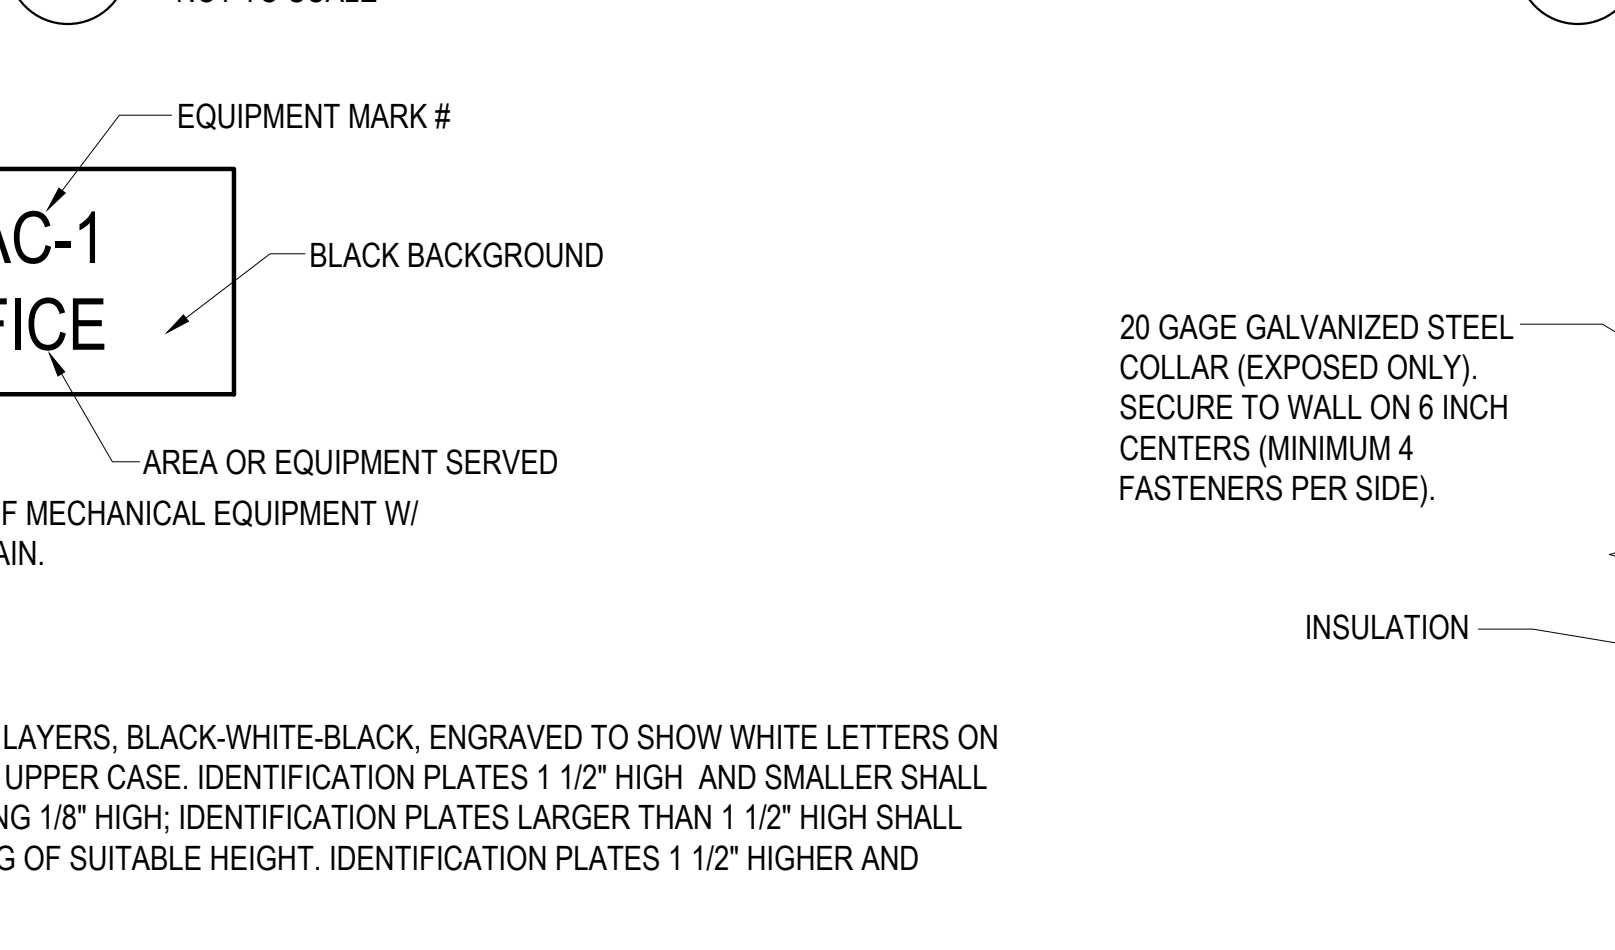 NOT TO SCALE
EQUIPMENT MARK #
AC-1
BLACK BACKGROUND
FICE
AREA OR EQUIPMENT SERVED
F MECHANICAL EQUIPMENT W/
AIN.
20 GAGE GALVANIZED STEEL
COLLAR (EXPOSED ONLY).
SECURE TO WALL ON 6 INCH
CENTERS (MINIMUM 4
FASTENERS PER SIDE).
INSULATION
LAYERS, BLACK-WHITE-BLACK, ENGRAVED TO SHOW WHITE LETTERS ON
UPPER CASE. IDENTIFICATION PLATES 1 1/2" HIGH AND SMALLER SHALL
NG 1/8" HIGH; IDENTIFICATION PLATES LARGER THAN 1 1/2" HIGH SHALL
G OF SUITABLE HEIGHT. IDENTIFICATION PLATES 1 1/2" HIGHER AND